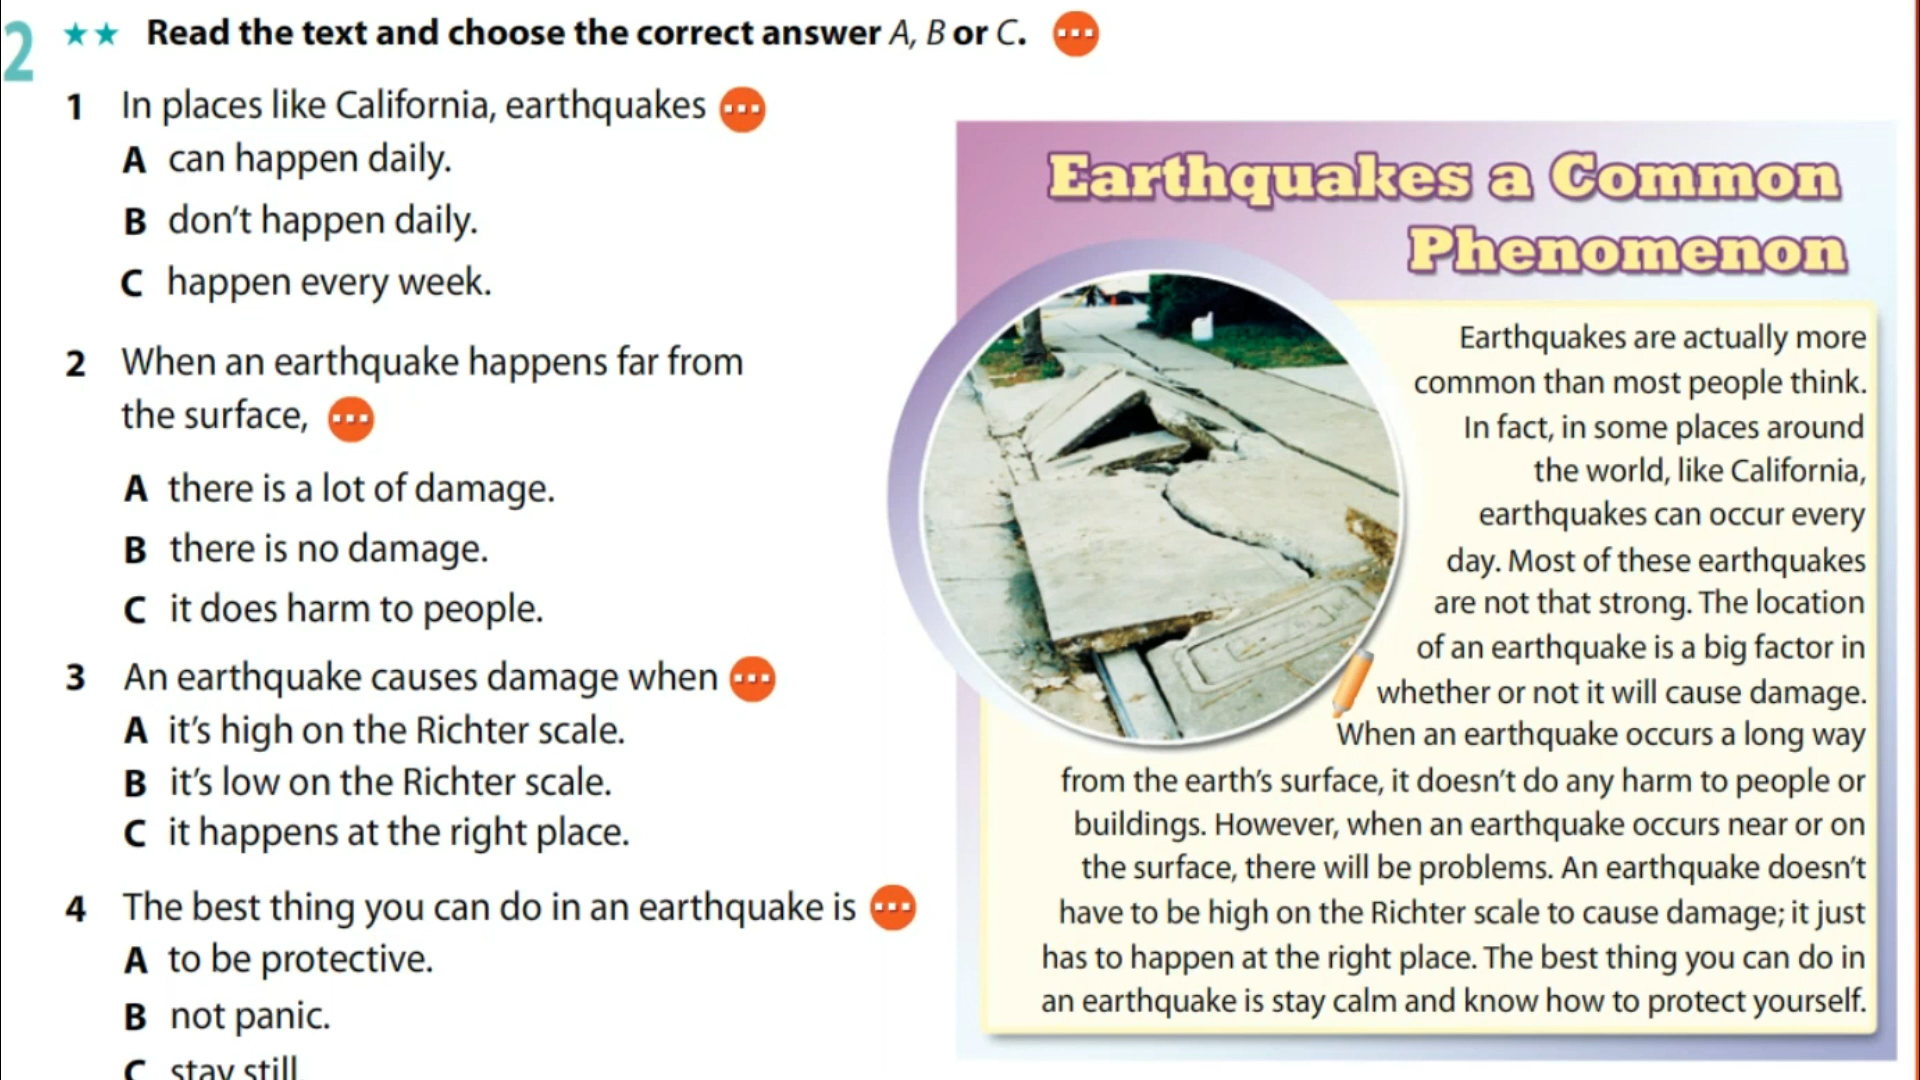 2 ★★ Read the text and choose the correct answer A, B or C. ...
1 In places like California, earthquakes ...
A can happen daily.
B don't happen daily.
C happen every week.
2 When an earthquake happens far from
the surface, ...
A there is a lot of damage.
B there is no damage.
C it does harm to people.
3 An earthquake causes damage when ...
A it's high on the Richter scale.
B it's low on the Richter scale.
C it happens at the right place.
4 The best thing you can do in an earthquake is ...
A to be protective.
B not panic.
C stay still.
Earthquakes a Common
Phenomenon
Earthquakes are actually more
common than most people think.
In fact, in some places around
the world, like California,
earthquakes can occur every
day. Most of these earthquakes
are not that strong. The location
of an earthquake is a big factor in
whether or not it will cause damage.
When an earthquake occurs a long way
from the earth's surface, it doesn't do any harm to people or
buildings. However, when an earthquake occurs near or on
the surface, there will be problems. An earthquake doesn't
have to be high on the Richter scale to cause damage; it just
has to happen at the right place. The best thing you can do in
an earthquake is stay calm and know how to protect yourself.